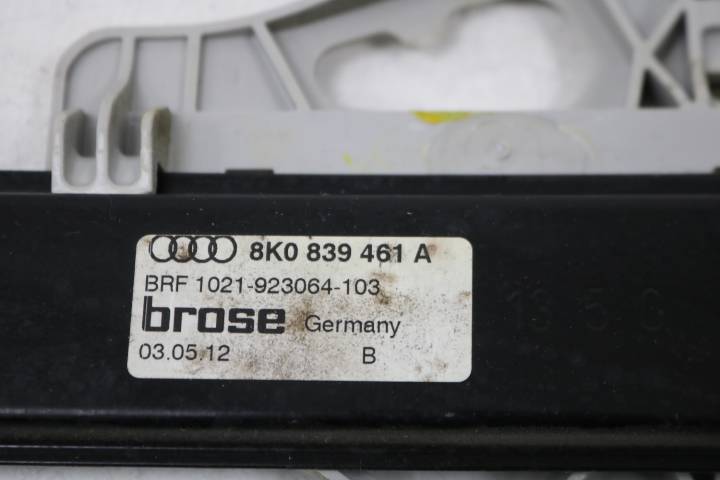 8K0 839 461 A
BRF 1021-923064-103
brose Germany
03.05.12 B